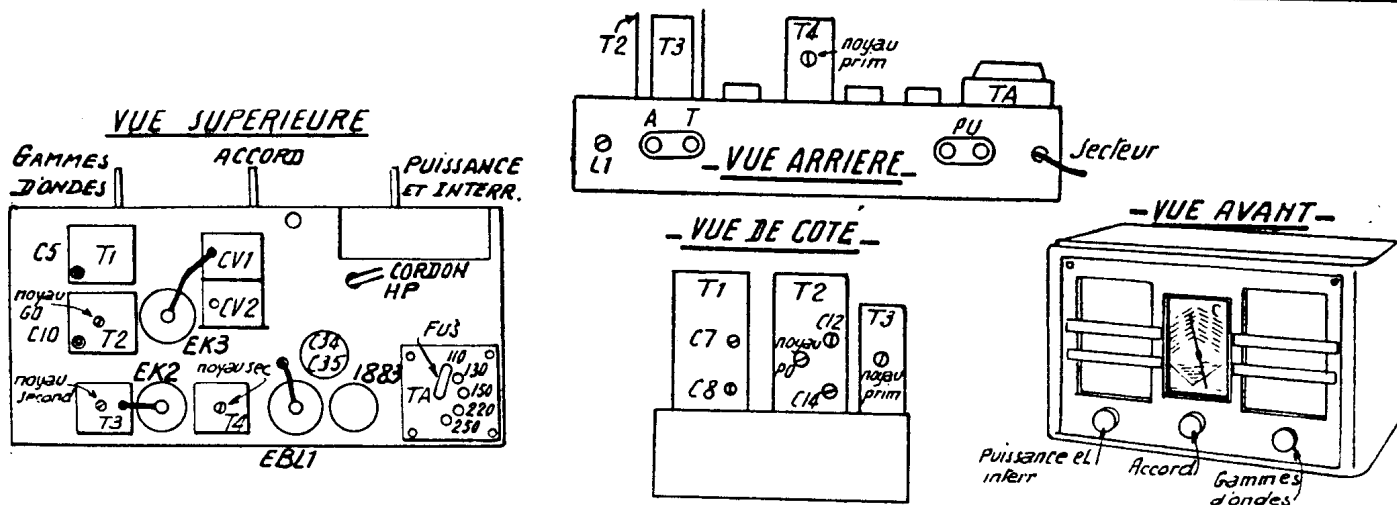 VUE SUPERIEURE
GAMMES
D'ONDES
ACCORD
PUISSANCE
ET INTERR.
C5
T1
CV1
CORDON
HP
noyau
GO
CV2
C10
T2
EK3
C34
C35
FUS
110
130
150
220
250
TA
1883
noyau
second
T3
EK2
noyau sec
T4
EBL1
T2
T3
T4
noyau
prim
TA
A
T
PU
L1
Secteur
- VUE ARRIERE -
- VUE DE COTÉ -
T1
T2
T3
C7
C12
noyau
PO
noyau
prim
C8
C14
- VUE AVANT -
Puissance et
interr
Accord
Gammes
d'ondes